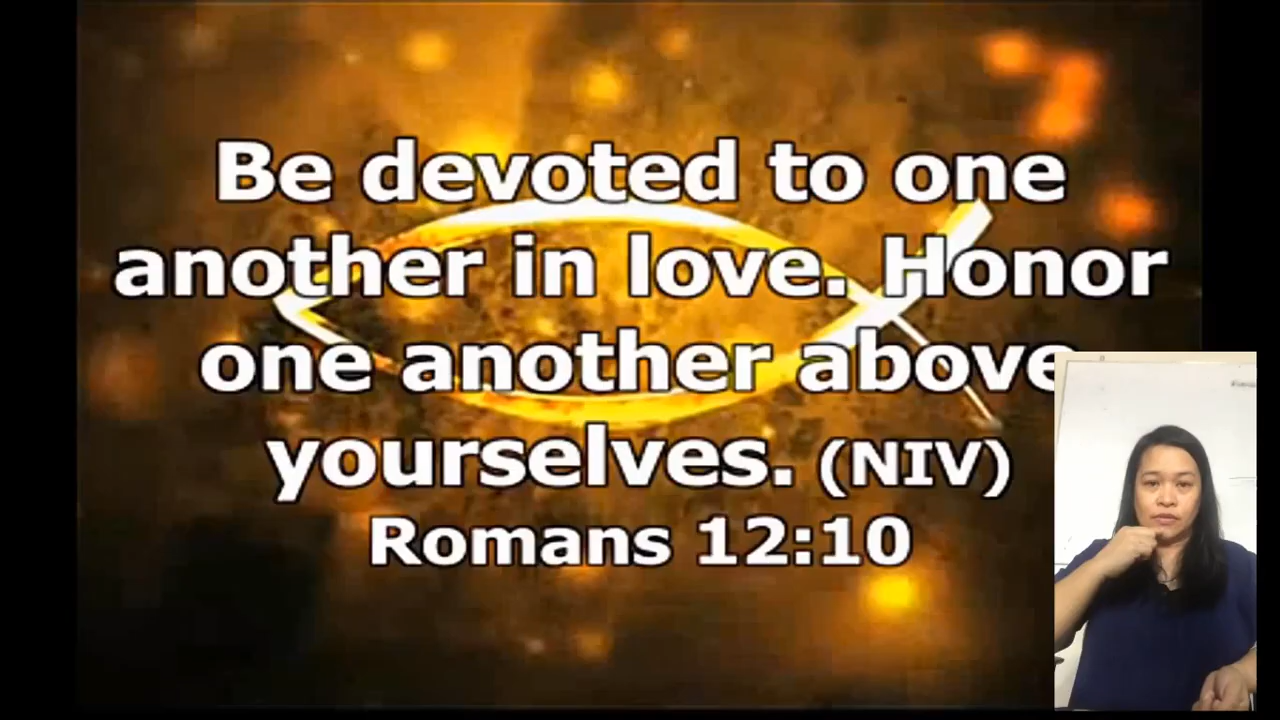 Be devoted to one
another in love. Honor
one another above
yourselves. (NIV)
Romans 12:10